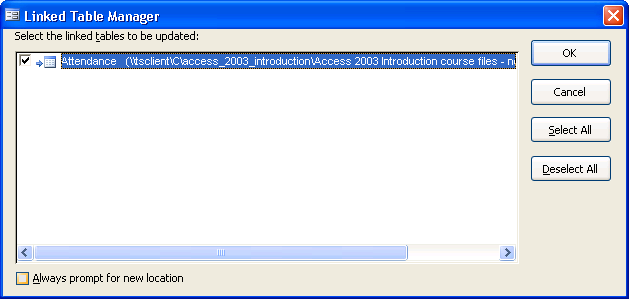 Linked Table Manager
Select the linked tables to be updated:
Attendance (\\tsclient\C\access_2003_introduction\Access 2003 Introduction course files - nu
OK
Cancel
Select All
Deselect All
Always prompt for new location